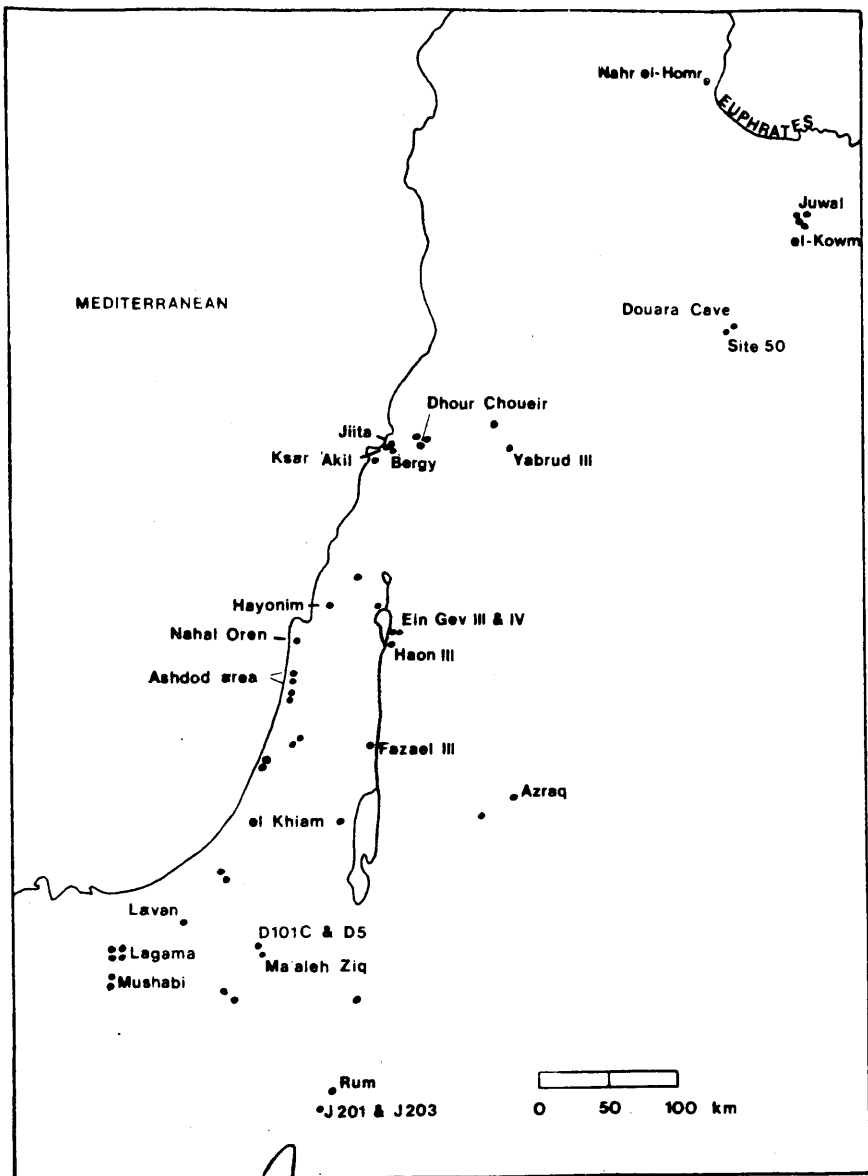 Nahr el-Homr
EUPHRATES
Juwal
el-Kowm
MEDITERRANEAN
Douara Cave
Site 50
Dhour Choueir
Jiita
Ksar 'Akil
Bergy
Yabrud III
Hayonim
Ein Gev III & IV
Nahal Oren
Haon III
Ashdod area
Fazael III
Azraq
el Khiam
Lavan
D101C & D5
Lagama
Ma'aleh Ziq
Mushabi
Rum
J201 & J203
0 50 100 km